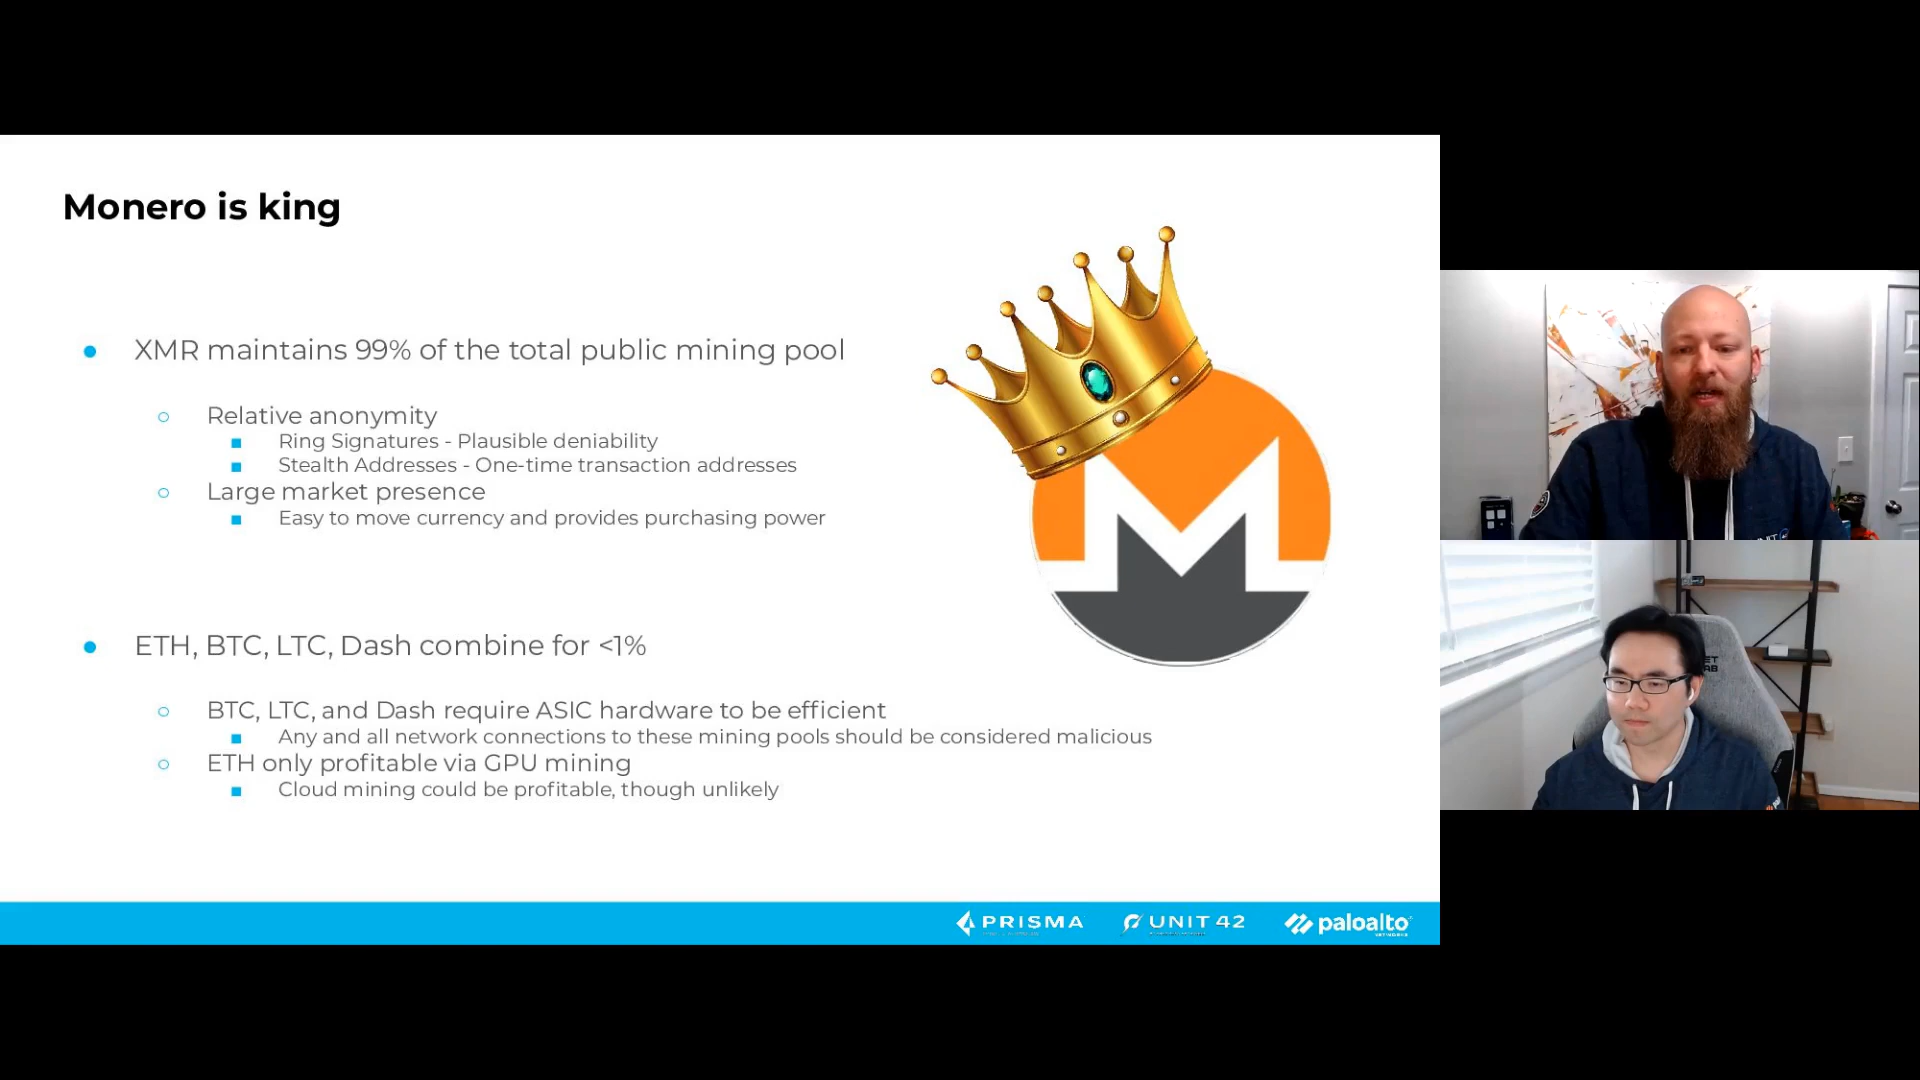 Monero is king
XMR maintains 99% of the total public mining pool
Relative anonymity
Ring Signatures - Plausible deniability
Stealth Addresses - One-time transaction addresses
Large market presence
Easy to move currency and provides purchasing power
ETH, BTC, LTC, Dash combine for <1%
BTC, LTC, and Dash require ASIC hardware to be efficient
Any and all network connections to these mining pools should be considered malicious
ETH only profitable via GPU mining
Cloud mining could be profitable, though unlikely
PRISMA
UNIT 42
paloalto
NETWORKS